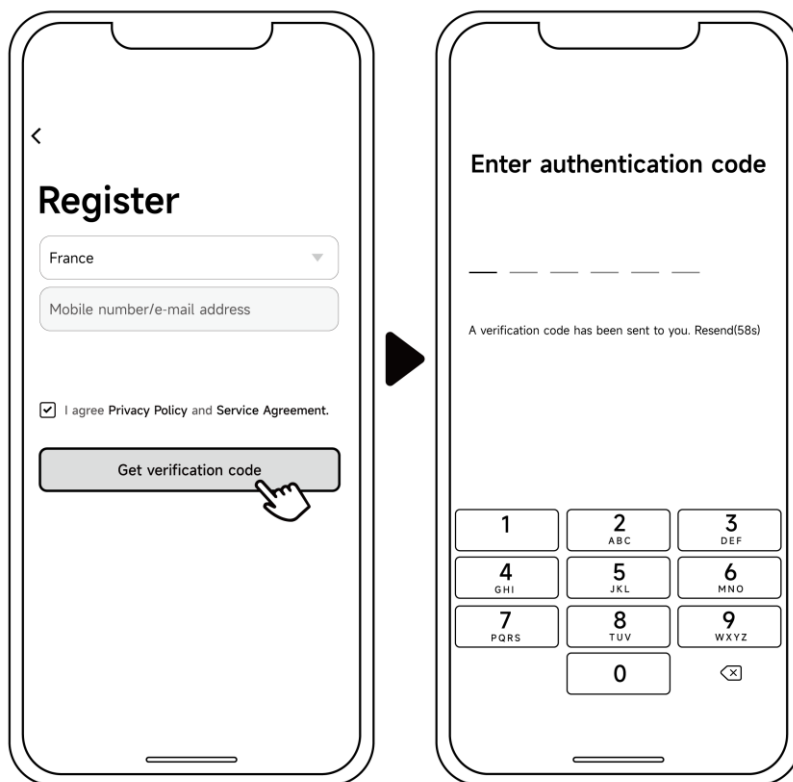 Register
France
Mobile number/e-mail address
I agree Privacy Policy and Service Agreement.
Get verification code
Enter authentication code
A verification code has been sent to you. Resend(58s)
1
2
ABC
3
DEF
4
GHI
5
JKL
6
MNO
7
PQRS
8
TUV
9
WXYZ
0